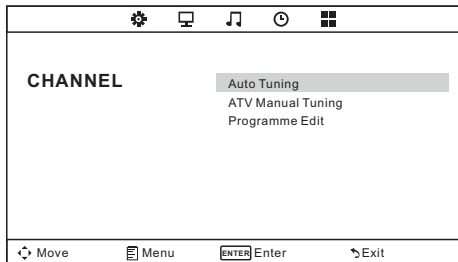 CHANNEL
Auto Tuning
ATV Manual Tuning
Programme Edit
Move Menu ENTER Enter Exit